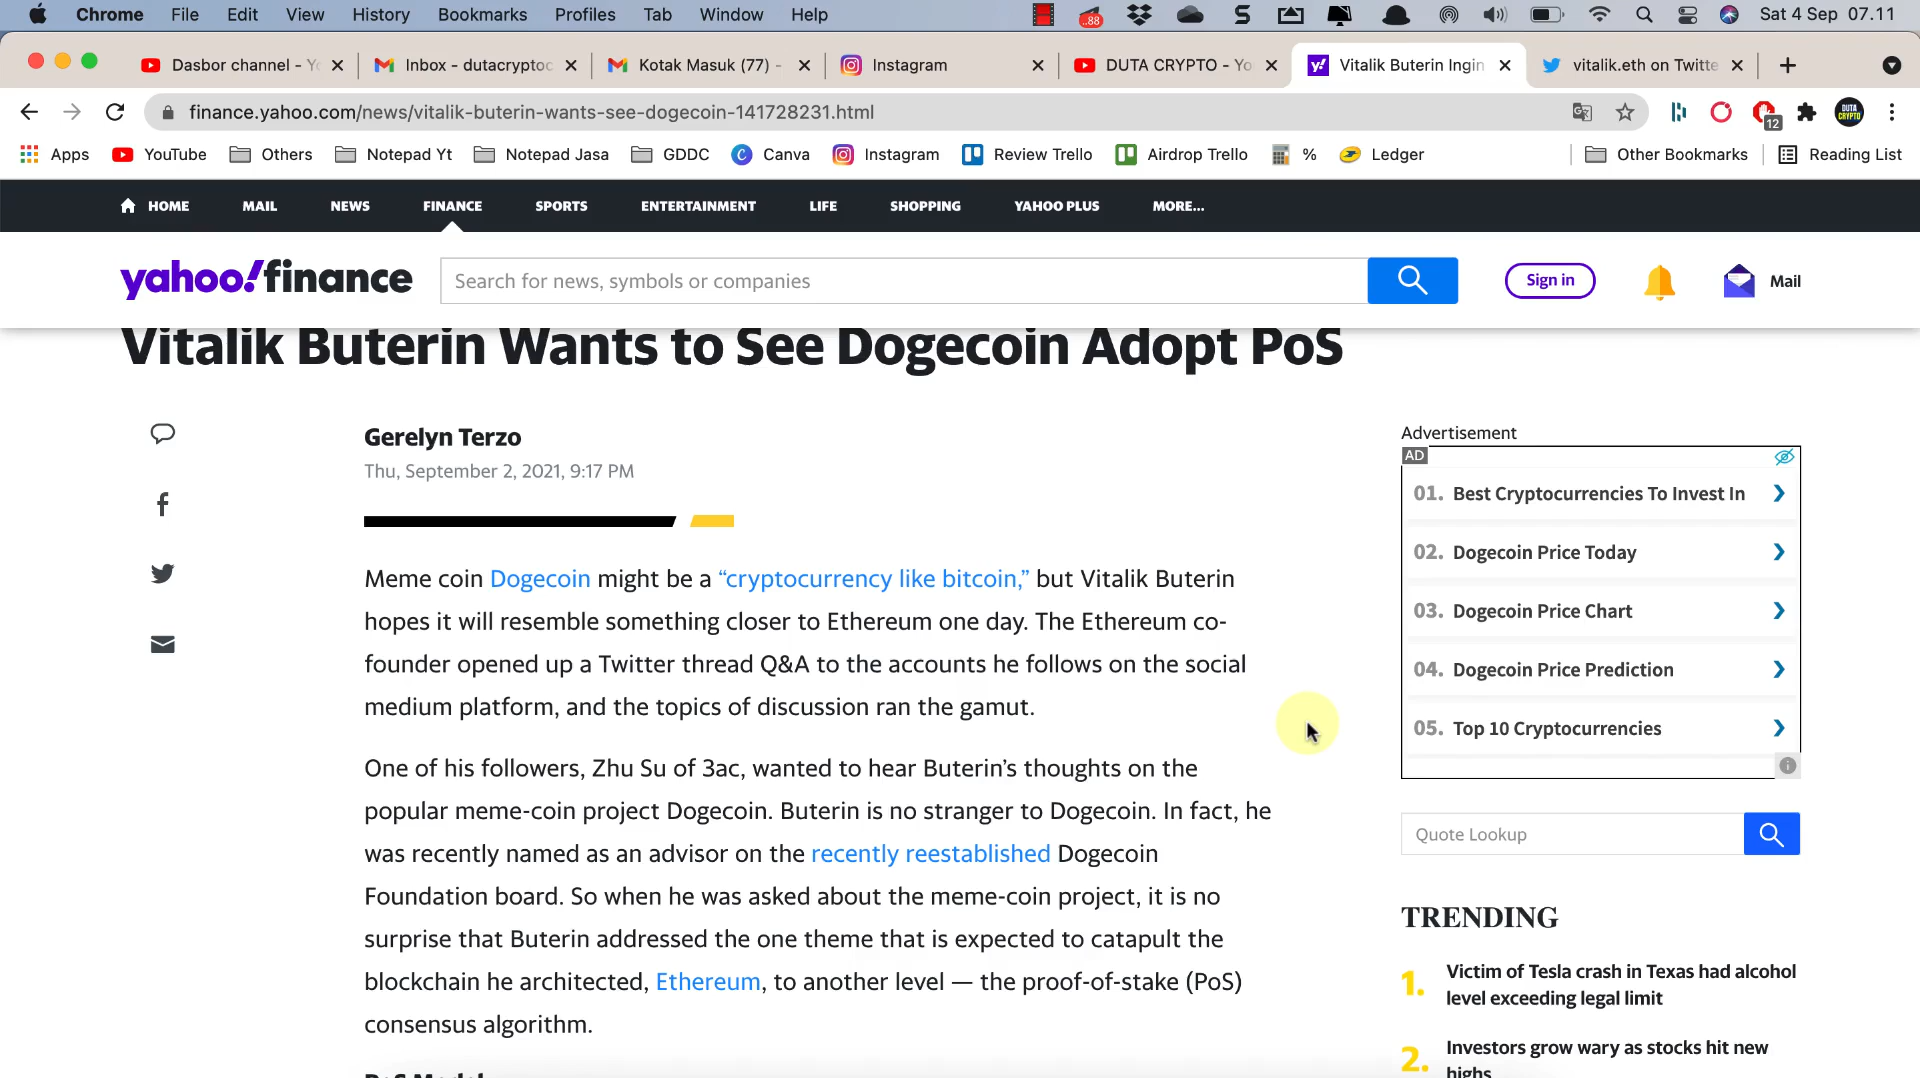 Chrome File Edit View History Bookmarks Profiles Tab Window Help ..88 Sat 4 Sep 07.11
Dasbor channel - Y Inbox - dutacryptoc Kotak Masuk (77) - Instagram DUTA CRYPTO - Yo Vitalik Buterin Ingin vitalik.eth on Twitte
finance.yahoo.com/news/vitalik-buterin-wants-see-dogecoin-141728231.html 12 DUTA CRYPTO
Apps YouTube Others Notepad Yt Notepad Jasa GDDC Canva Instagram Review Trello Airdrop Trello % Ledger Other Bookmarks Reading List
HOME MAIL NEWS FINANCE SPORTS ENTERTAINMENT LIFE SHOPPING YAHOO PLUS MORE...
yahoo!finance Search for news, symbols or companies Sign in Mail
Vitalik Buterin Wants to See Dogecoin Adopt PoS
Gerelyn Terzo
Thu, September 2, 2021, 9:17 PM
Meme coin Dogecoin might be a “cryptocurrency like bitcoin,” but Vitalik Buterin
hopes it will resemble something closer to Ethereum one day. The Ethereum co-
founder opened up a Twitter thread Q&A to the accounts he follows on the social
medium platform, and the topics of discussion ran the gamut.
One of his followers, Zhu Su of 3ac, wanted to hear Buterin’s thoughts on the
popular meme-coin project Dogecoin. Buterin is no stranger to Dogecoin. In fact, he
was recently named as an advisor on the recently reestablished Dogecoin
Foundation board. So when he was asked about the meme-coin project, it is no
surprise that Buterin addressed the one theme that is expected to catapult the
blockchain he architected, Ethereum, to another level — the proof-of-stake (PoS)
consensus algorithm.
PoS Model
Advertisement
AD
01. Best Cryptocurrencies To Invest In
02. Dogecoin Price Today
03. Dogecoin Price Chart
04. Dogecoin Price Prediction
05. Top 10 Cryptocurrencies
Quote Lookup
TRENDING
1. Victim of Tesla crash in Texas had alcohol
level exceeding legal limit
2. Investors grow wary as stocks hit new
highs